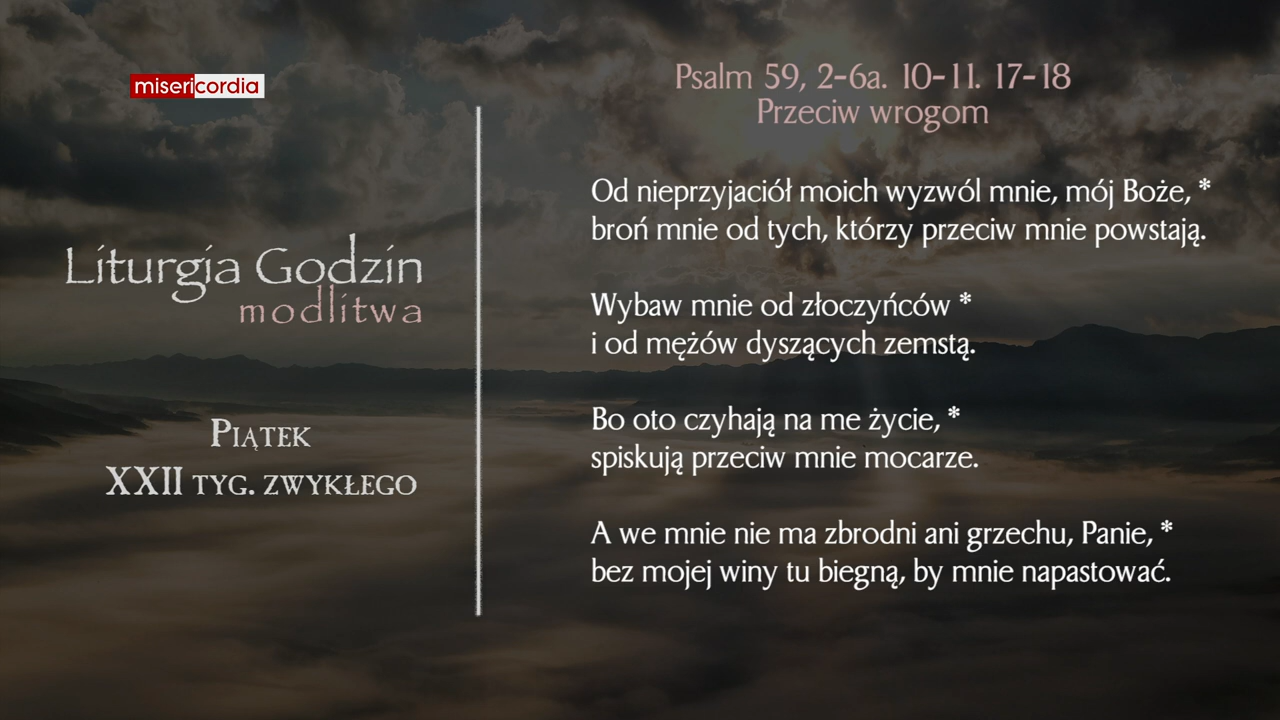 misericordia
Liturgia Godzin
modlitwa
Piątek
XXII tyg. zwykłego
Psalm 59, 2-6a. 10-11. 17-18
Przeciw wrogom
Od nieprzyjaciół moich wyzwól mnie, mój Boże, *
broń mnie od tych, którzy przeciw mnie powstają.
Wybaw mnie od złoczyńców *
i od mężów dyszących zemstą.
Bo oto czyhają na me życie, *
spiskują przeciw mnie mocarze.
A we mnie nie ma zbrodni ani grzechu, Panie, *
bez mojej winy tu biegną, by mnie napastować.